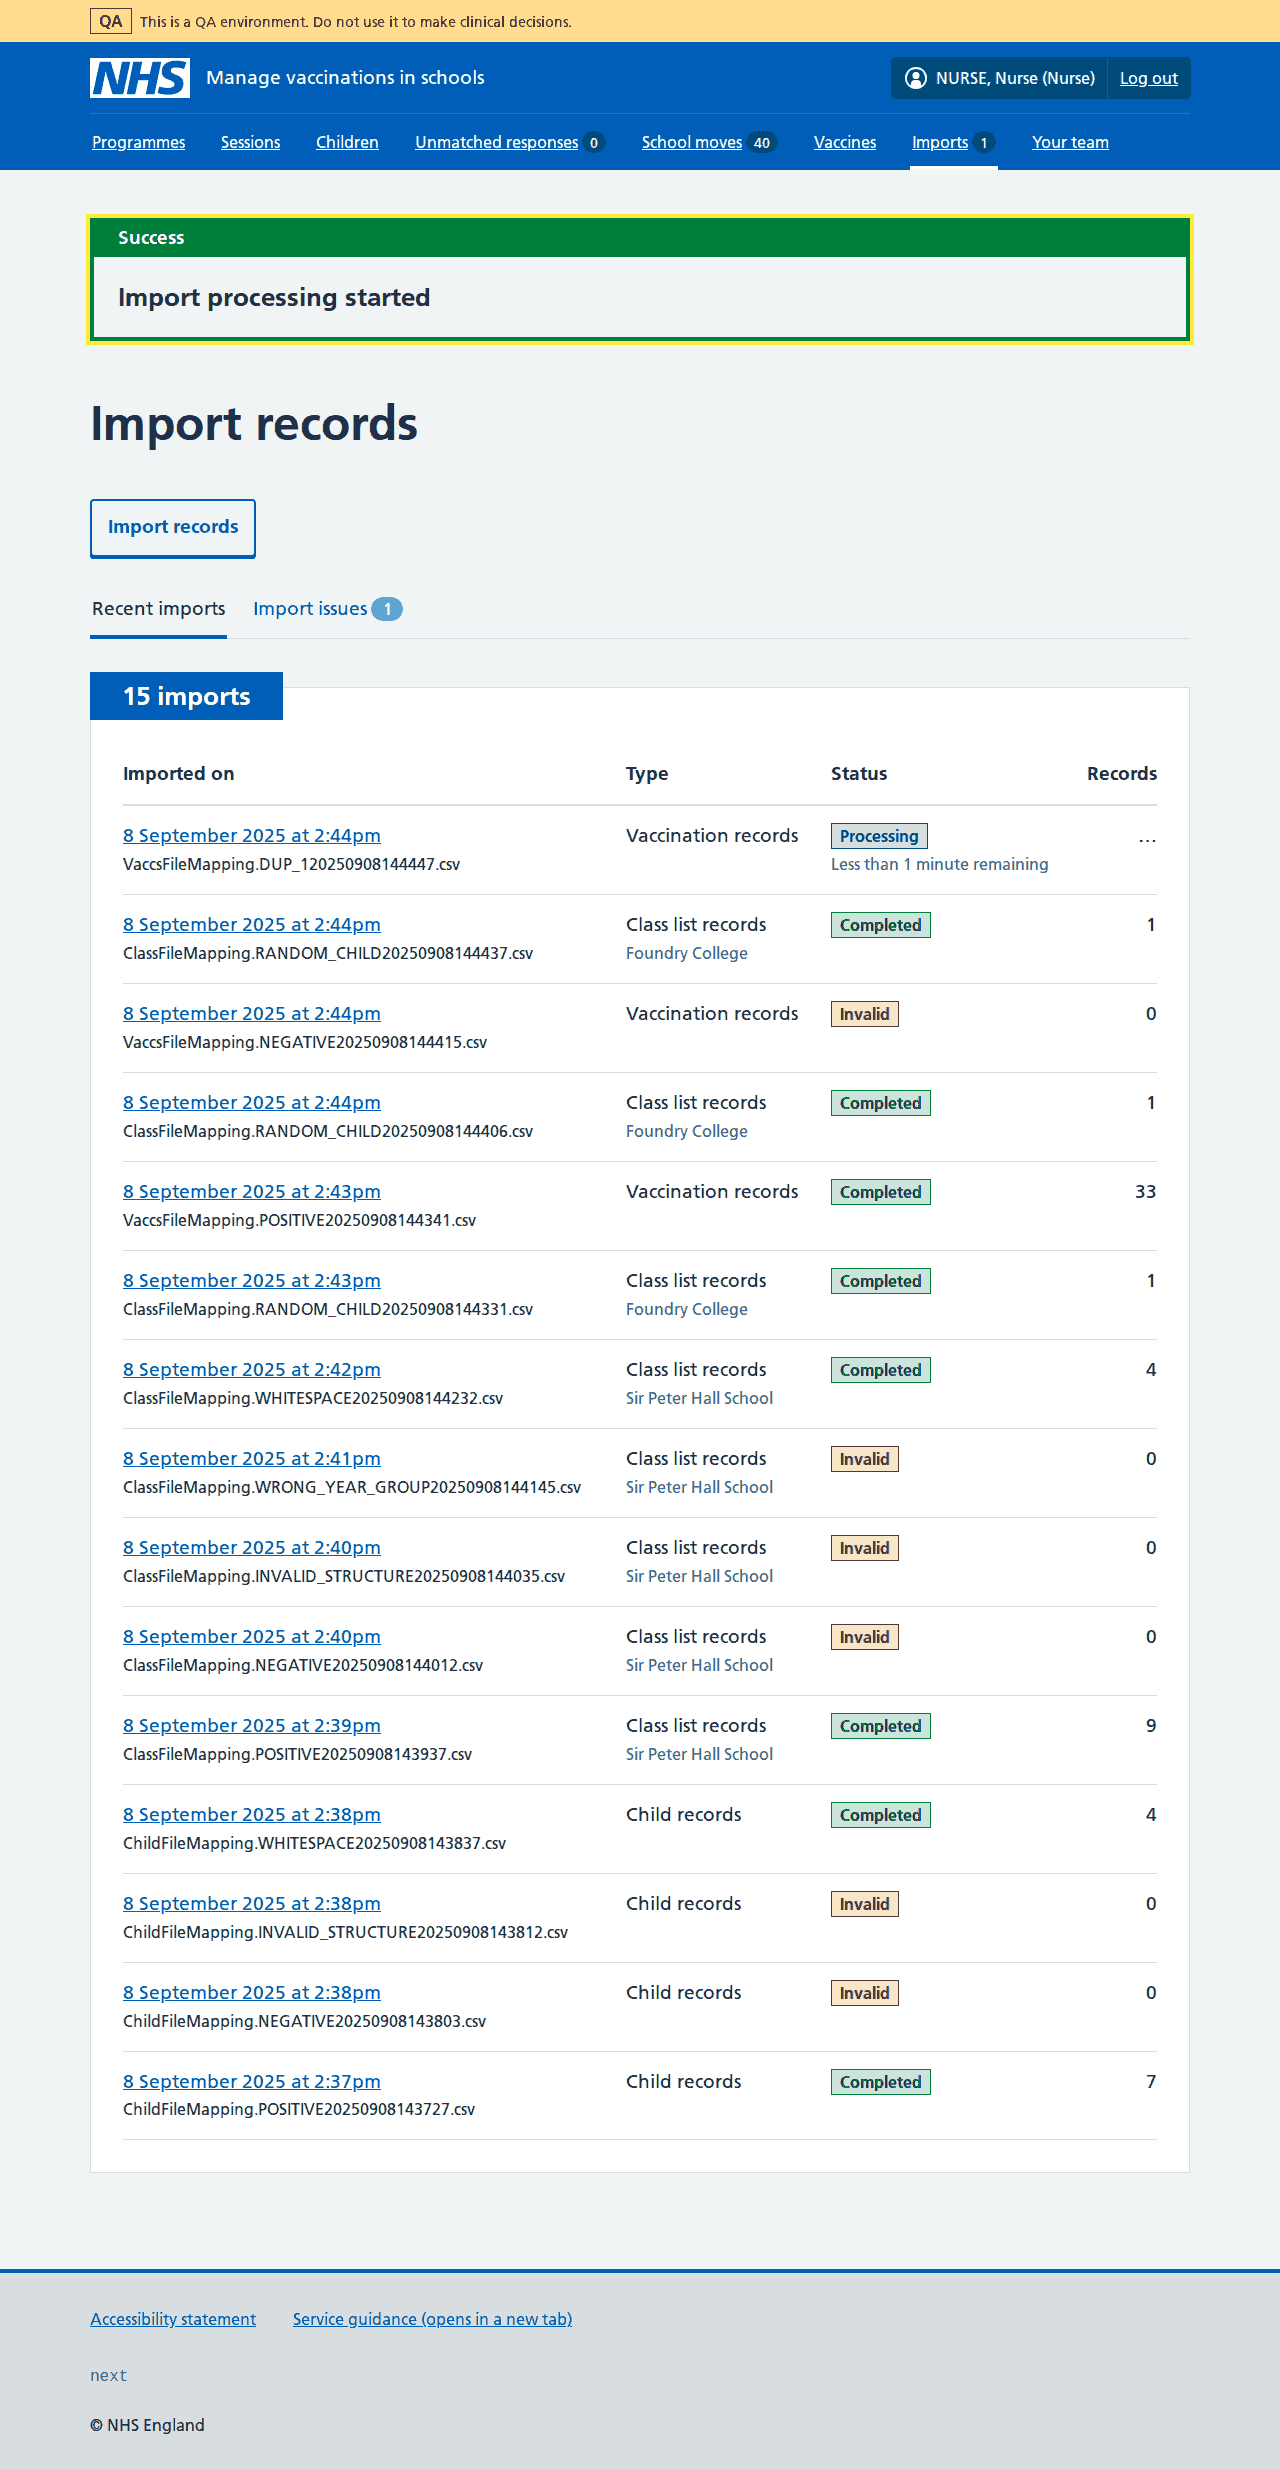 QA This is a QA environment. Do not use it to make clinical decisions.
NHS Manage vaccinations in schools NURSE, Nurse (Nurse) Log out
Programmes Sessions Children Unmatched responses 0 School moves 40 Vaccines Imports 1 Your team
Success
Import processing started
Import records
Import records
Recent imports Import issues 1
15 imports
Imported on Type Status Records
8 September 2025 at 2:44pm Vaccination records Processing ...
VaccsFileMapping.DUP_120250908144447.csv Less than 1 minute remaining
8 September 2025 at 2:44pm Class list records Completed 1
ClassFileMapping.RANDOM_CHILD20250908144437.csv Foundry College
8 September 2025 at 2:44pm Vaccination records Invalid 0
VaccsFileMapping.NEGATIVE20250908144415.csv
8 September 2025 at 2:44pm Class list records Completed 1
ClassFileMapping.RANDOM_CHILD20250908144406.csv Foundry College
8 September 2025 at 2:43pm Vaccination records Completed 33
VaccsFileMapping.POSITIVE20250908144341.csv
8 September 2025 at 2:43pm Class list records Completed 1
ClassFileMapping.RANDOM_CHILD20250908144331.csv Foundry College
8 September 2025 at 2:42pm Class list records Completed 4
ClassFileMapping.WHITESPACE20250908144232.csv Sir Peter Hall School
8 September 2025 at 2:41pm Class list records Invalid 0
ClassFileMapping.WRONG_YEAR_GROUP20250908144145.csv Sir Peter Hall School
8 September 2025 at 2:40pm Class list records Invalid 0
ClassFileMapping.INVALID_STRUCTURE20250908144035.csv Sir Peter Hall School
8 September 2025 at 2:40pm Class list records Invalid 0
ClassFileMapping.NEGATIVE20250908144012.csv Sir Peter Hall School
8 September 2025 at 2:39pm Class list records Completed 9
ClassFileMapping.POSITIVE20250908143937.csv Sir Peter Hall School
8 September 2025 at 2:38pm Child records Completed 4
ChildFileMapping.WHITESPACE20250908143837.csv
8 September 2025 at 2:38pm Child records Invalid 0
ChildFileMapping.INVALID_STRUCTURE20250908143812.csv
8 September 2025 at 2:38pm Child records Invalid 0
ChildFileMapping.NEGATIVE20250908143803.csv
8 September 2025 at 2:37pm Child records Completed 7
ChildFileMapping.POSITIVE20250908143727.csv
Accessibility statement Service guidance (opens in a new tab)
next
© NHS England